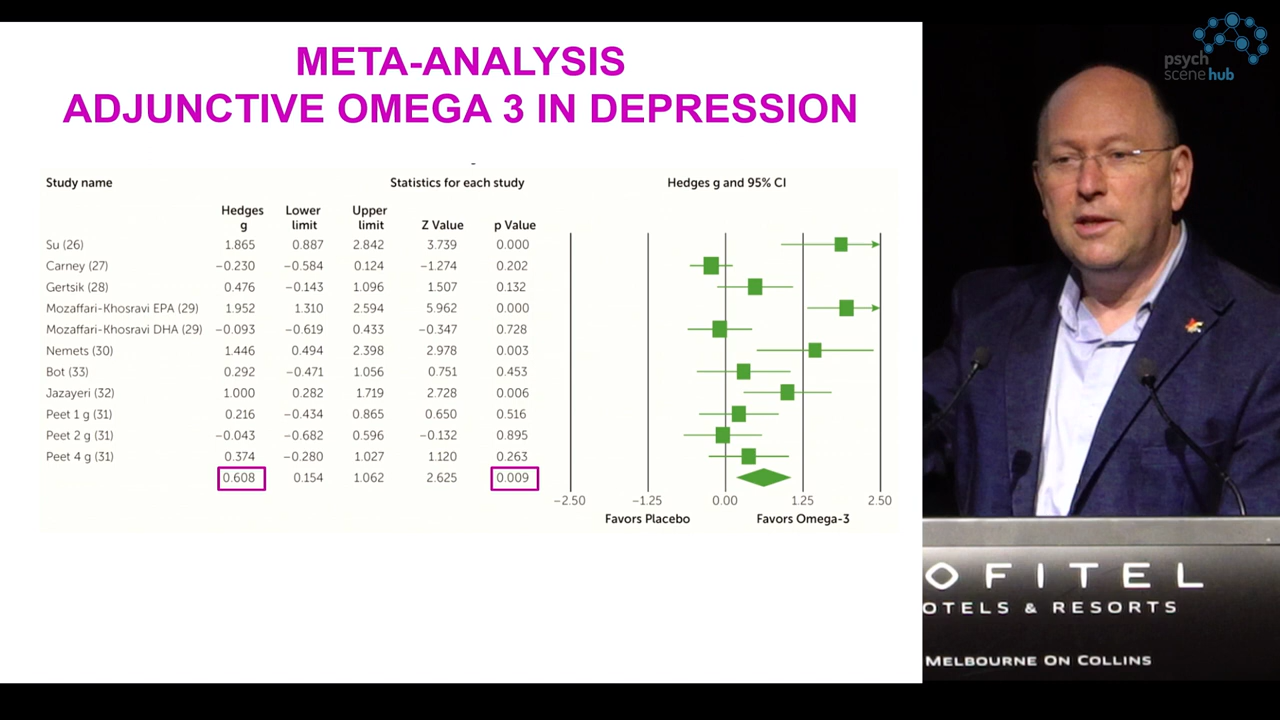 META-ANALYSIS
ADJUNCTIVE OMEGA 3 IN DEPRESSION
Study name Statistics for each study Hedges g and 95% CI
Hedges g Lower limit Upper limit Z Value p Value
Su (26) 1.865 0.887 2.842 3.739 0.000
Carney (27) −0.230 −0.584 0.124 −1.274 0.202
Gertsik (28) 0.476 −0.143 1.096 1.507 0.132
Mozaffari-Khosravi EPA (29) 1.952 1.310 2.594 5.962 0.000
Mozaffari-Khosravi DHA (29) −0.093 −0.619 0.433 −0.347 0.728
Nemets (30) 1.446 0.494 2.398 2.978 0.003
Bot (33) 0.292 −0.471 1.056 0.751 0.453
Jazayeri (32) 1.000 0.282 1.719 2.728 0.006
Peet 1 g (31) 0.216 −0.434 0.865 0.650 0.516
Peet 2 g (31) −0.043 −0.682 0.596 −0.132 0.895
Peet 4 g (31) 0.374 −0.280 1.027 1.120 0.263
0.608 0.154 1.062 2.625 0.009
−2.50 −1.25 0.00 1.25 2.50
Favors Placebo Favors Omega-3
psych
scene hub
OFITEL
OTELS & RESORTS
MELBOURNE ON COLLINS